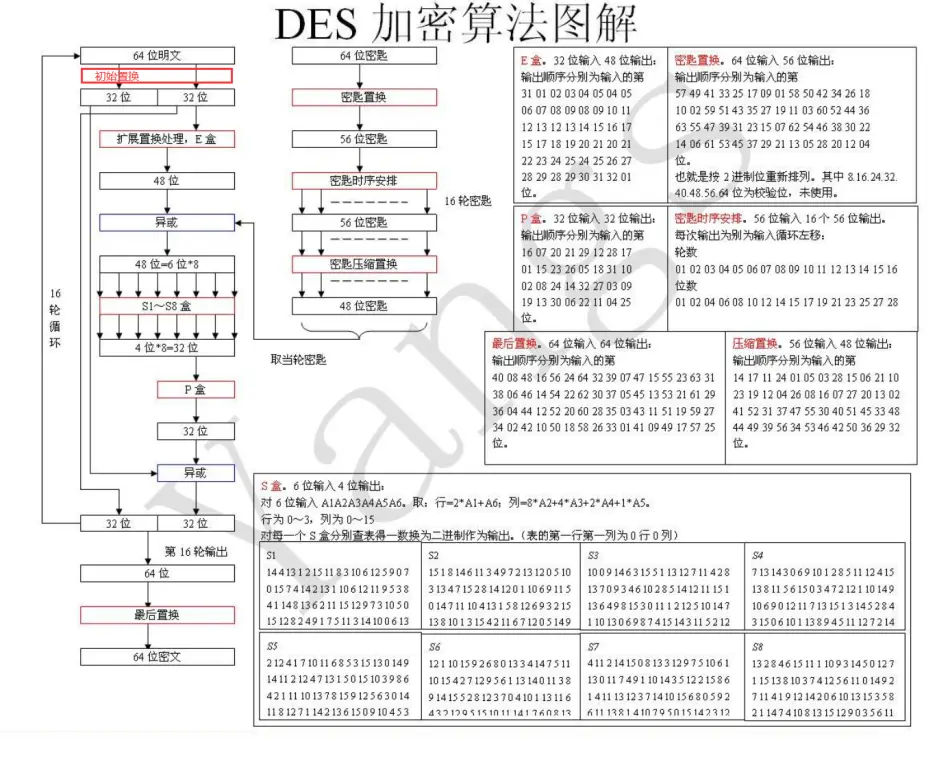 DES 加密算法图解
64 位明文
初始置换
32 位
32 位
扩展置换处理，E 盒
48 位
异或
48 位=6 位*8
S1～S8 盒
4 位*8=32 位
P 盒
32 位
异或
32 位
32 位
第 16 轮输出
64 位
最后置换
64 位密文
16
轮
循
环
64 位密匙
密匙置换
56 位密匙
密匙时序安排
56 位密匙
密匙压缩置换
48 位密匙
16 轮密匙
取当轮密匙
E 盒。32 位输入 48 位输出：
输出顺序分别为输入的第
31 01 02 03 04 05 04 05
06 07 08 09 08 09 10 11
12 13 12 13 14 15 16 17
15 17 18 19 20 21 20 21
22 23 24 25 24 25 26 27
28 29 28 29 30 31 32 01
位。
密匙置换。64 位输入 56 位输出：
输出顺序分别为输入的第
57 49 41 33 25 17 09 01 58 50 42 34 26 18
10 02 59 51 43 35 27 19 11 03 60 52 44 36
63 55 47 39 31 23 15 07 62 54 46 38 30 22
14 06 61 53 45 37 29 21 13 05 28 20 12 04
位。
也就是按 2 进制位重新排列。其中 8.16.24.32.
40.48.56.64 位为校验位，未使用。
P 盒。32 位输入 32 位输出：
输出顺序分别为输入的第
16 07 20 21 29 12 28 17
01 15 23 26 05 18 31 10
02 08 24 14 32 27 03 09
19 13 30 06 22 11 04 25
位。
密匙时序安排。56 位输入 16 个 56 位输出。
每次输出为别为输入循环左移：
轮数
01 02 03 04 05 06 07 08 09 10 11 12 13 14 15 16
位数
01 02 04 06 08 10 12 14 15 17 19 21 23 25 27 28
最后置换。64 位输入 64 位输出：
输出顺序分别为输入的第
40 08 48 16 56 24 64 32 39 07 47 15 55 23 63 31
38 06 46 14 54 22 62 30 37 05 45 13 53 21 61 29
36 04 44 12 52 20 60 28 35 03 43 11 51 19 59 27
34 02 42 10 50 18 58 26 33 01 41 09 49 17 57 25
位。
压缩置换。56 位输入 48 位输出：
输出顺序分别为输入的第
14 17 11 24 01 05 03 28 15 06 21 10
23 19 12 04 26 08 16 07 27 20 13 02
41 52 31 37 47 55 30 40 51 45 33 48
44 49 39 56 34 53 46 42 50 36 29 32
位。
S 盒。6 位输入 4 位输出：
对 6 位输入 A1A2A3A4A5A6。取：行=2*A1+A6；列=8*A2+4*A3+2*A4+1*A5。
行为 0～3，列为 0～15
对每一个 S 盒分别查表得一数换为二进制作为输出。（表的第一行第一列为 0 行 0 列）
S1
14 4 13 1 2 15 11 8 3 10 6 12 5 9 0 7
0 15 7 4 14 2 13 1 10 6 12 11 9 5 3 8
4 1 14 8 13 6 2 11 15 12 9 7 3 10 5 0
15 12 8 2 4 9 1 7 5 11 3 14 10 0 6 13
S2
15 1 8 14 6 11 3 4 9 7 2 13 12 0 5 10
3 13 4 7 15 2 8 14 12 0 1 10 6 9 11 5
0 14 7 11 10 4 13 1 5 8 12 6 9 3 2 15
13 8 10 1 3 15 4 2 11 6 7 12 0 5 14 9
S3
10 0 9 14 6 3 15 5 1 13 12 7 11 4 2 8
13 7 0 9 3 4 6 10 2 8 5 14 12 11 15 1
13 6 4 9 8 15 3 0 11 1 2 12 5 10 14 7
1 10 13 0 6 9 8 7 4 15 14 3 11 5 2 12
S4
7 13 14 3 0 6 9 10 1 2 8 5 11 12 4 15
13 8 11 5 6 15 0 3 4 7 2 12 1 10 14 9
10 6 9 0 12 11 7 13 15 1 3 14 5 2 8 4
3 15 0 6 10 1 13 8 9 4 5 11 12 7 2 14
S5
2 12 4 1 7 10 11 6 8 5 3 15 13 0 14 9
14 11 2 12 4 7 13 1 5 0 15 10 3 9 8 6
4 2 1 11 10 13 7 8 15 9 12 5 6 3 0 14
11 8 12 7 1 14 2 13 6 15 0 9 10 4 5 3
S6
12 1 10 15 9 2 6 8 0 13 3 4 14 7 5 11
10 15 4 2 7 12 9 5 6 1 13 14 0 11 3 8
9 14 15 5 2 8 12 3 7 0 4 10 1 13 11 6
4 3 2 12 9 5 15 10 11 14 1 7 6 0 8 13
S7
4 11 2 14 15 0 8 13 3 12 9 7 5 10 6 1
13 0 11 7 4 9 1 10 14 3 5 12 2 15 8 6
1 4 11 13 12 3 7 14 10 15 6 8 0 5 9 2
6 11 13 8 1 4 10 7 9 5 0 15 14 2 3 12
S8
13 2 8 4 6 15 11 1 10 9 3 14 5 0 12 7
1 15 13 8 10 3 7 4 12 5 6 11 0 14 9 2
7 11 4 1 9 12 14 2 0 6 10 13 15 3 5 8
2 1 14 7 4 10 8 13 15 12 9 0 3 5 6 11
Yangs